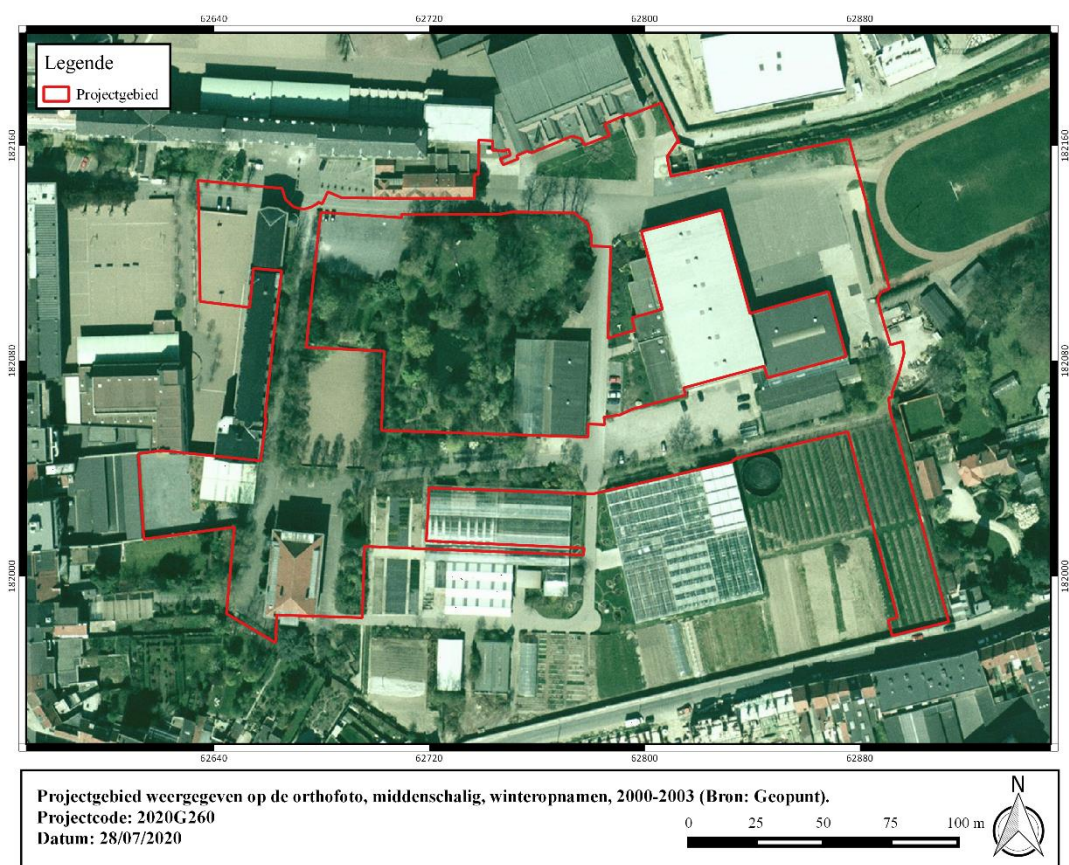 62640 62720 62800 62880
Legende
Projectgebied
182160 182160
182080 182080
182000 182000
62640 62720 62800 62880
Projectgebied weergegeven op de orthofoto, middenschalig, winteropnamen, 2000-2003 (Bron: Geopunt).
Projectcode: 2020G260
Datum: 28/07/2020
N
0 25 50 75 100 m